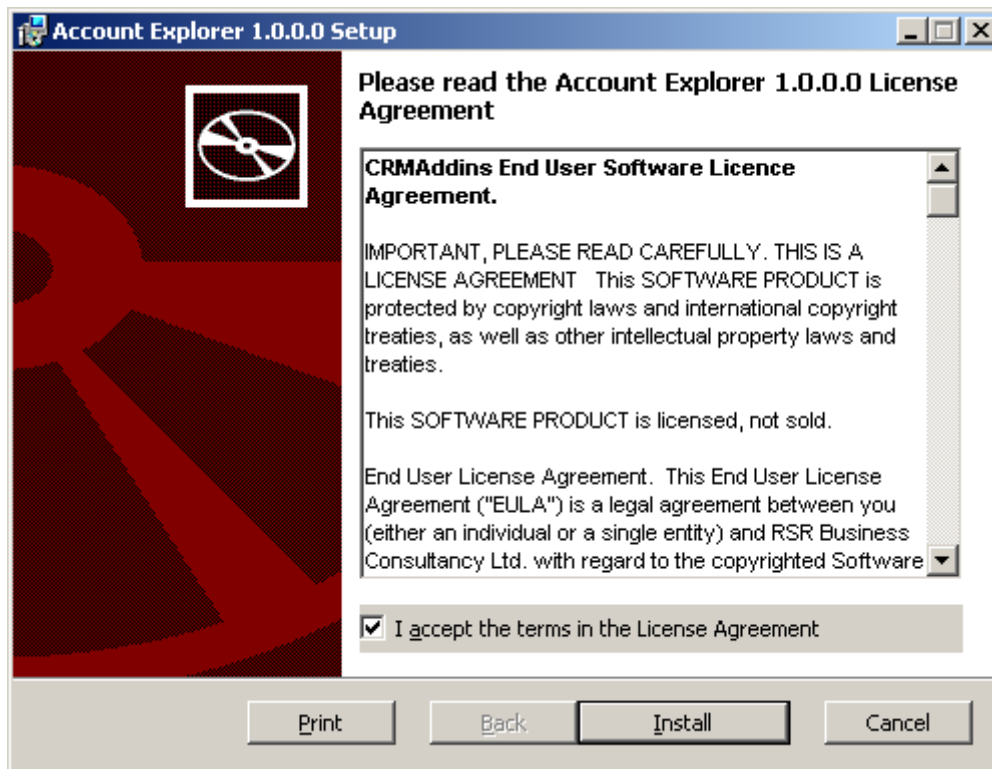 Account Explorer 1.0.0.0 Setup
Please read the Account Explorer 1.0.0.0 License
Agreement
CRMAddins End User Software Licence
Agreement.
IMPORTANT, PLEASE READ CAREFULLY. THIS IS A
LICENSE AGREEMENT   This SOFTWARE PRODUCT is
protected by copyright laws and international copyright
treaties, as well as other intellectual property laws and
treaties.
This SOFTWARE PRODUCT is licensed, not sold.
End User License Agreement.  This End User License
Agreement ("EULA") is a legal agreement between you
(either an individual or a single entity) and RSR Business
Consultancy Ltd. with regard to the copyrighted Software
I accept the terms in the License Agreement
Print
Back
Install
Cancel